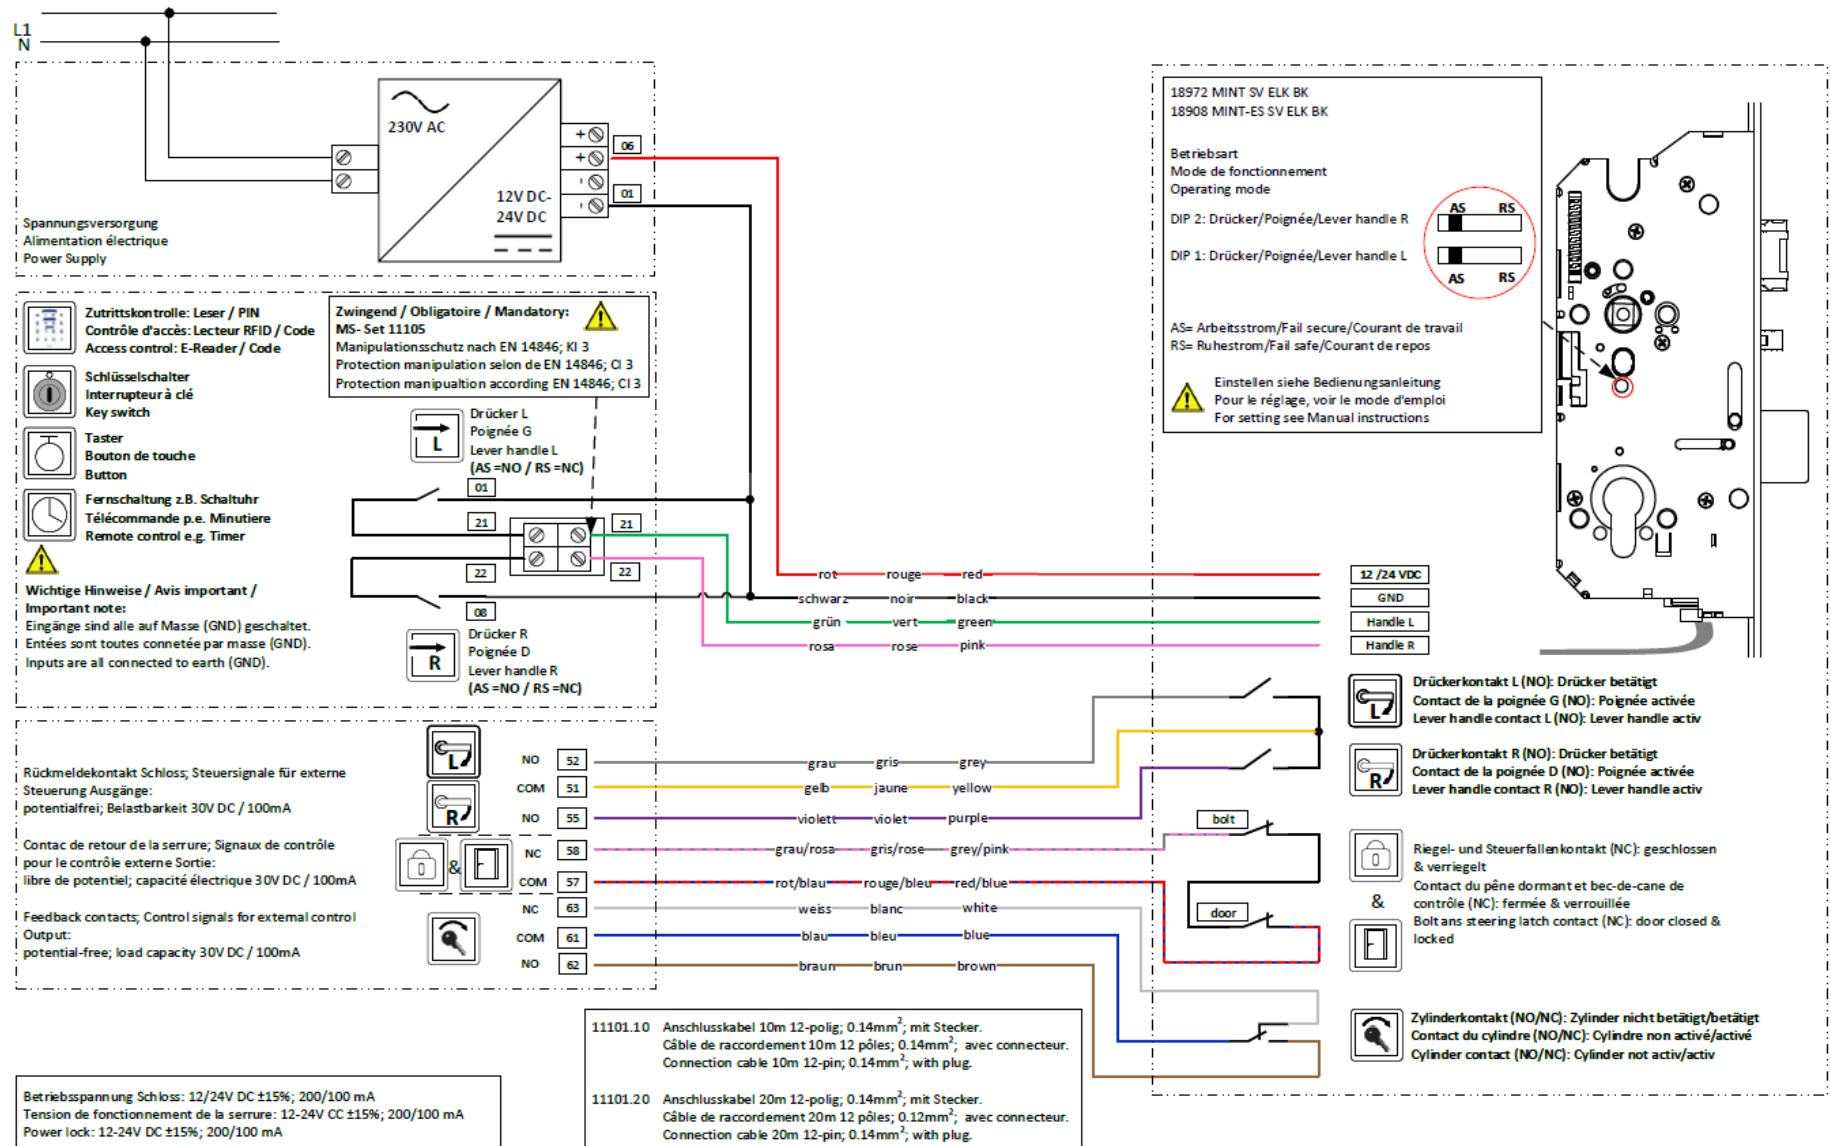 L1
N
230V AC
12V DC-
24V DC
+
+
-
-
06
01
Spannungsversorgung
Alimentation électrique
Power Supply
Zutrittskontrolle: Leser / PIN
Contrôle d'accès: Lecteur RFID / Code
Access control: E-Reader / Code
Schlüsselschalter
Interrupteur à clé
Key switch
Taster
Bouton de touche
Button
Fernschaltung z.B. Schaltuhr
Télécommande p.e. Minutiere
Remote control e.g. Timer
Wichtige Hinweise / Avis important /
Important note:
Eingänge sind alle auf Masse (GND) geschaltet.
Entées sont toutes connetée par masse (GND).
Inputs are all connected to earth (GND).
Zwingend / Obligatoire / Mandatory:
MS- Set 11105
Manipulationsschutz nach EN 14846; Kl 3
Protection manipulation selon de EN 14846; Cl 3
Protection manipualtion according EN 14846; Cl 3
L
Drücker L
Poignée G
Lever handle L
(AS =NO / RS =NC)
01
21
21
22
22
08
R
Drücker R
Poignée D
Lever handle R
(AS =NO / RS =NC)
rot rouge red
schwarz noir black
grün vert green
rosa rose pink
12 /24 VDC
GND
Handle L
Handle R
18972 MINT SV ELK BK
18908 MINT-ES SV ELK BK
Betriebsart
Mode de fonctionnement
Operating mode
DIP 2: Drücker/Poignée/Lever handle R
DIP 1: Drücker/Poignée/Lever handle L
AS RS
AS RS
AS= Arbeitsstrom/Fail secure/Courant de travail
RS= Ruhestrom/Fail safe/Courant de repos
Einstellen siehe Bedienungsanleitung
Pour le réglage, voir le mode d'emploi
For setting see Manual instructions
Rückmeldekontakt Schloss; Steuersignale für externe
Steuerung Ausgänge:
potentialfrei; Belastbarkeit 30V DC / 100mA
Contac de retour de la serrure; Signaux de contrôle
pour le contrôle externe Sortie:
libre de potentiel; capacité électrique 30V DC / 100mA
Feedback contacts; Control signals for external control
Output:
potential-free; load capacity 30V DC / 100mA
L
R
&
NO 52 grau gris grey
COM 51 gelb jaune yellow
NO 55 violett violet purple
NC 58 grau/rosa gris/rose grey/pink
COM 57 rot/blau rouge/bleu red/blue
NC 63 weiss blanc white
COM 61 blau bleu blue
NO 62 braun brun brown
bolt
door
L
Drückerkontakt L (NO): Drücker betätigt
Contact de la poignée G (NO): Poignée activée
Lever handle contact L (NO): Lever handle activ
R
Drückerkontakt R (NO): Drücker betätigt
Contact de la poignée D (NO): Poignée activée
Lever handle contact R (NO): Lever handle activ
&
Riegel- und Steuerfallenkontakt (NC): geschlossen
& verriegelt
Contact du pêne dormant et bec-de-cane de
contrôle (NC): fermée & verrouillée
Bolt ans steering latch contact (NC): door closed &
locked
Zylinderkontakt (NO/NC): Zylinder nicht betätigt/betätigt
Contact du cylindre (NO/NC): Cylindre non activé/activé
Cylinder contact (NO/NC): Cylinder not activ/activ
Betriebsspannung Schloss: 12/24V DC ±15%; 200/100 mA
Tension de fonctionnement de la serrure: 12-24V CC ±15%; 200/100 mA
Power lock: 12-24V DC ±15%; 200/100 mA
11101.10 Anschlusskabel 10m 12-polig; 0.14mm²; mit Stecker.
Câble de raccordement 10m 12 pôles; 0.14mm²; avec connecteur.
Connection cable 10m 12-pin; 0.14mm²; with plug.
11101.20 Anschlusskabel 20m 12-polig; 0.14mm²; mit Stecker.
Câble de raccordement 20m 12 pôles; 0.12mm²; avec connecteur.
Connection cable 20m 12-pin; 0.14mm²; with plug.